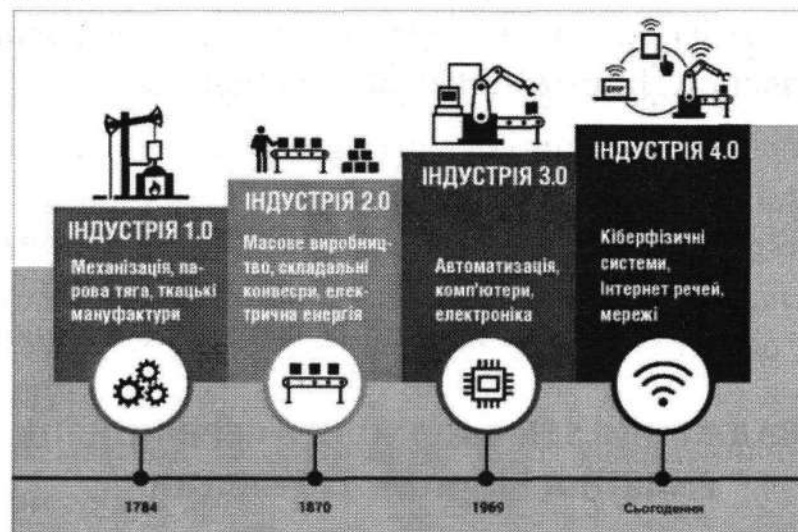 ІНДУСТРІЯ 1.0
Механізація, па-
рова тяга, ткацькі
мануфактури
ІНДУСТРІЯ 2.0
Масове виробниц-
тво, складальні
конвєєри, елек-
трична енергія
ІНДУСТРІЯ 3.0
Автоматизація,
комп'ютери,
електроніка
ІНДУСТРІЯ 4.0
Кіберфізичні
системи,
Інтернет речей,
мережі
1784
1870
1969
Сьогодення